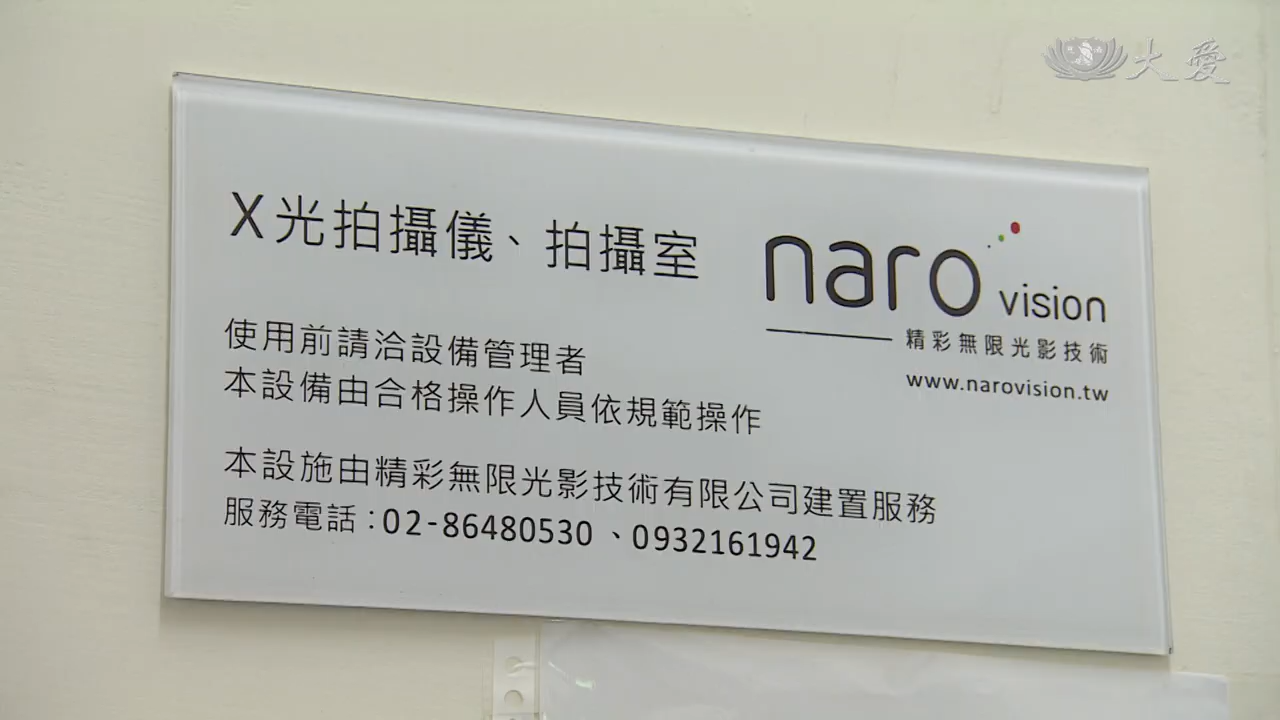 大愛
X光拍攝儀、拍攝室
naro vision
精彩無限光影技術
www.narovision.tw
使用前請洽設備管理者
本設備由合格操作人員依規範操作
本設施由精彩無限光影技術有限公司建置服務
服務電話:02-86480530、0932161942